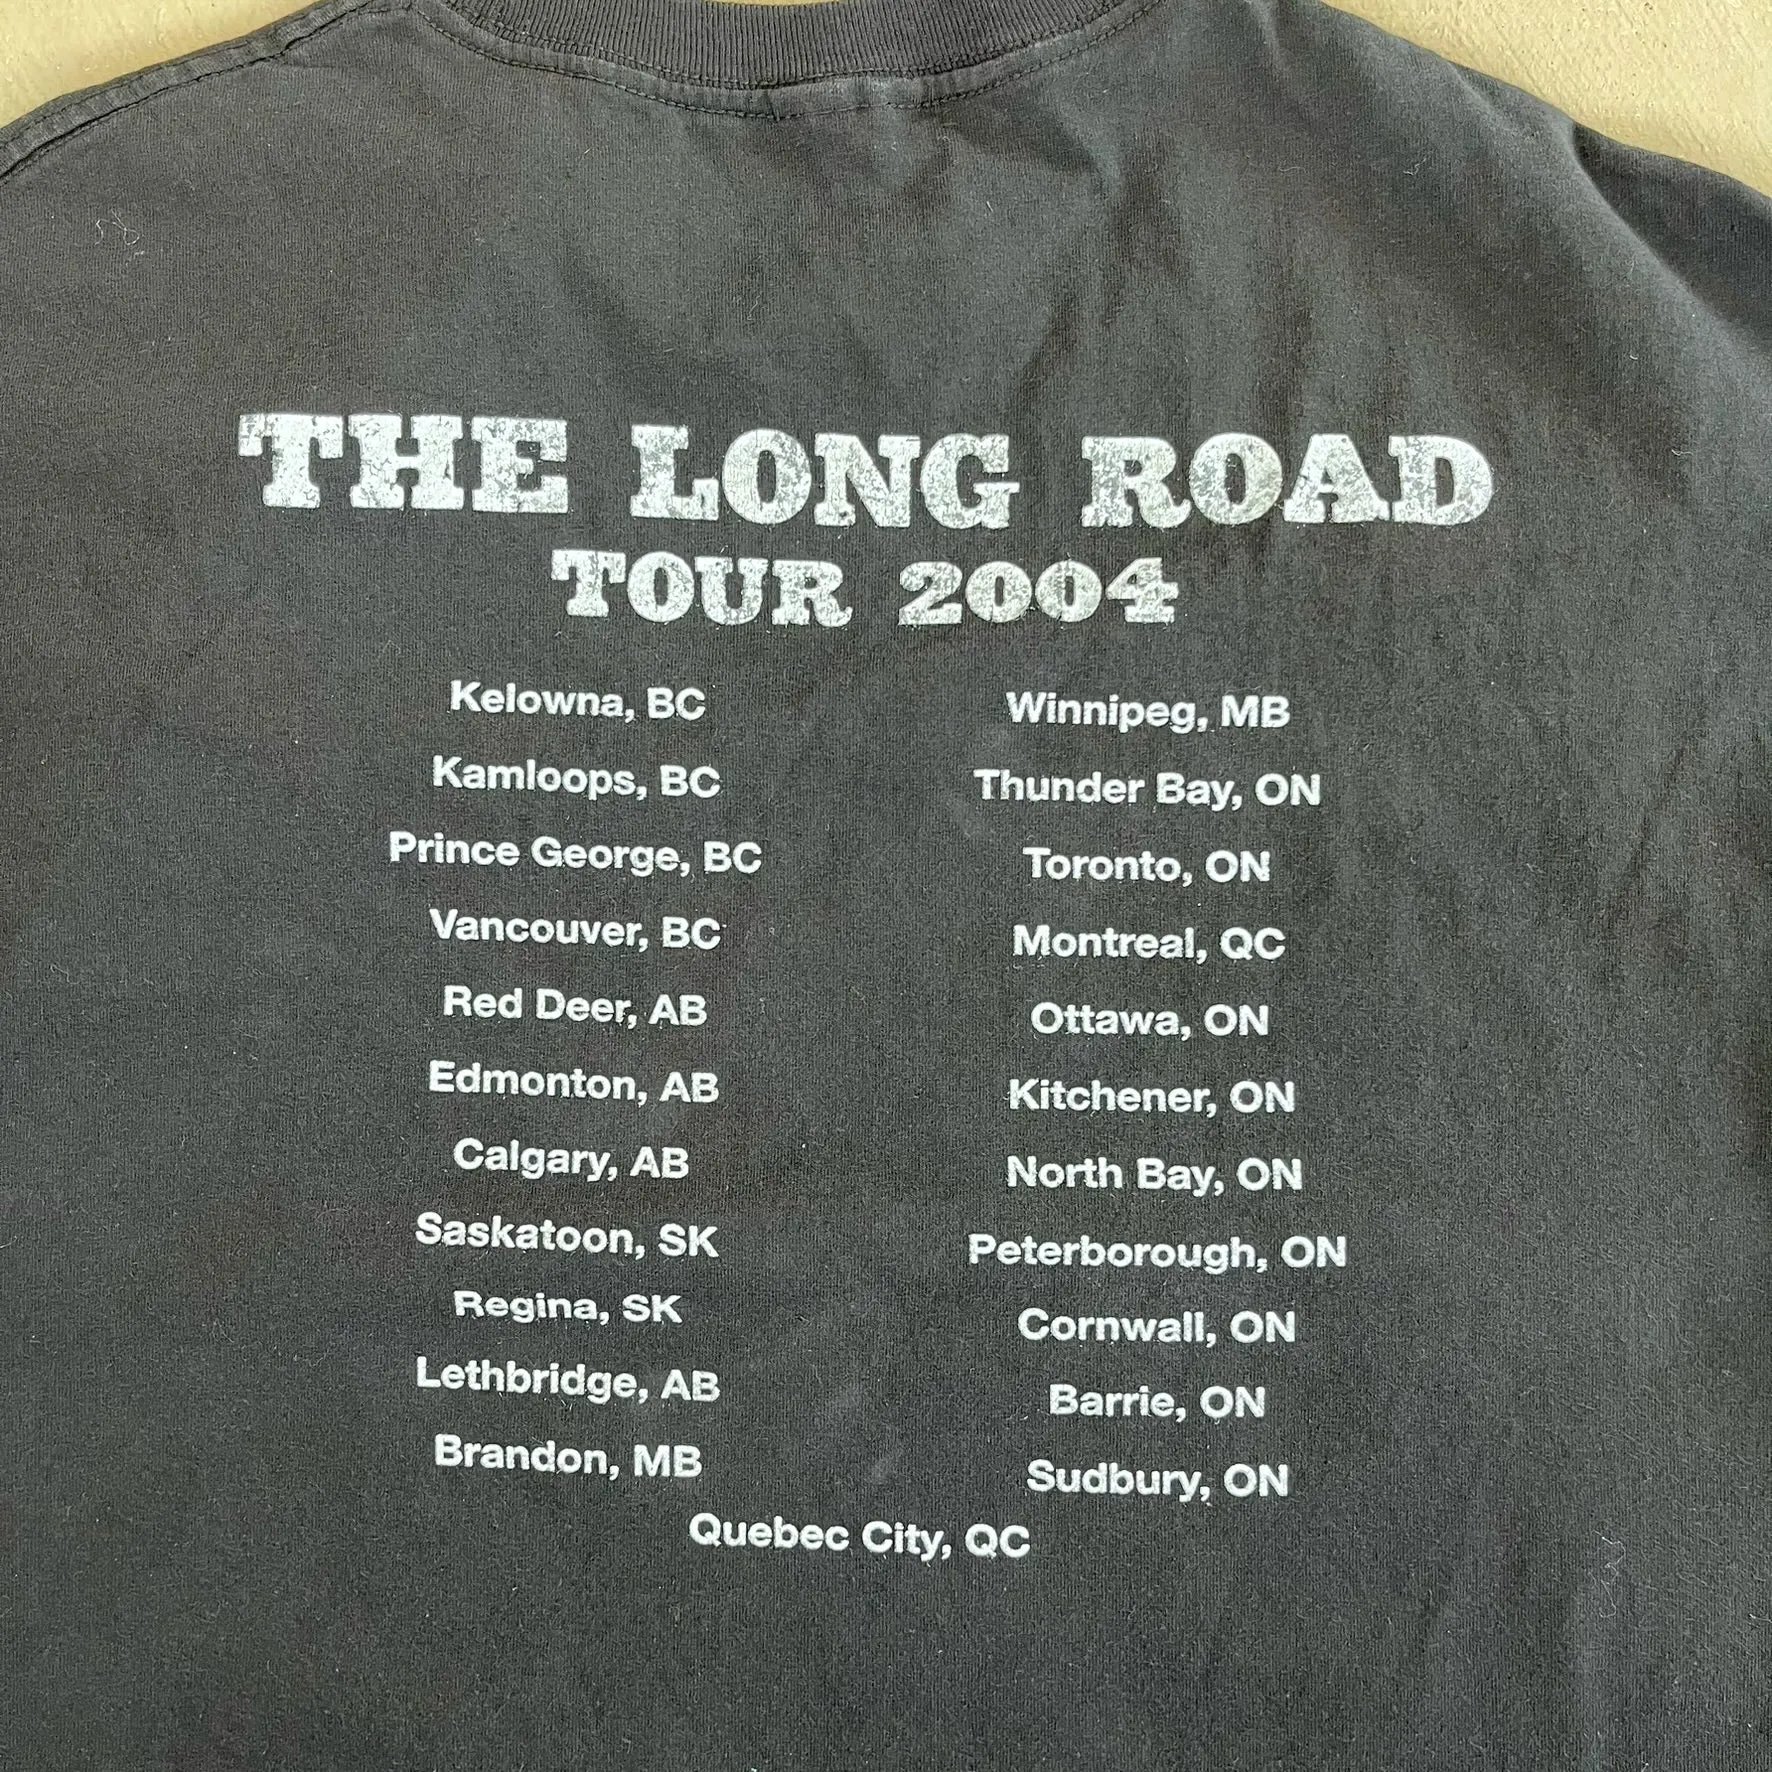 THE LONG ROAD
TOUR 2004
Kelowna, BC
Kamloops, BC
Prince George, BC
Vancouver, BC
Red Deer, AB
Edmonton, AB
Calgary, AB
Saskatoon, SK
Regina, SK
Lethbridge, AB
Brandon, MB
Winnipeg, MB
Thunder Bay, ON
Toronto, ON
Montreal, QC
Ottawa, ON
Kitchener, ON
North Bay, ON
Peterborough, ON
Cornwall, ON
Barrie, ON
Sudbury, ON
Quebec City, QC